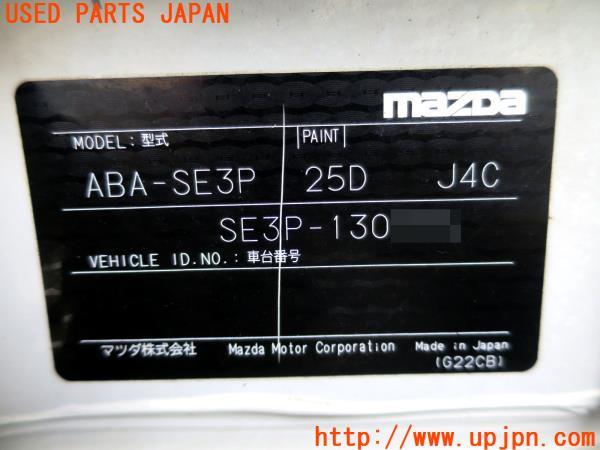 USED PARTS JAPAN
mazda
MODEL: 型式 PAINT
ABA-SE3P 25D J4C
SE3P-130
VEHICLE ID.NO.: 車台番号
マツダ株式会社 Mazda Motor Corporation Made in Japan
(G22CB)
http://www.upjpn.com/